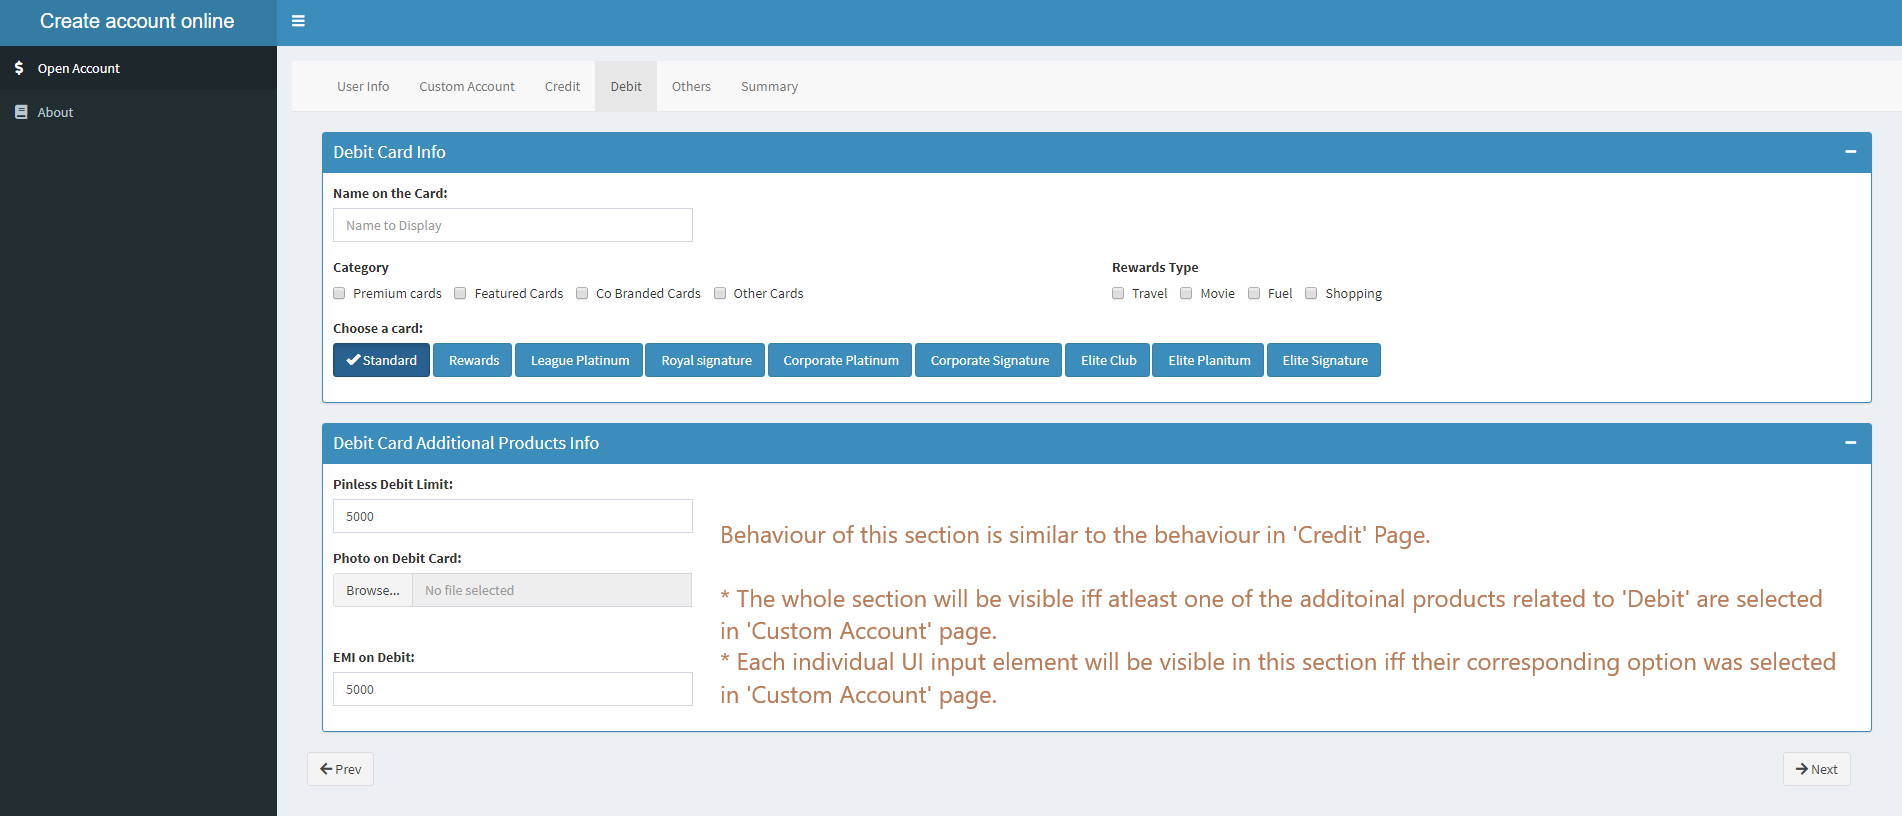 Create account online
Open Account
About
User Info Custom Account Credit Debit Others Summary
Debit Card Info
Name on the Card:
Name to Display
Category
Premium cards Featured Cards Co Branded Cards Other Cards
Rewards Type
Travel Movie Fuel Shopping
Choose a card:
Standard Rewards League Platinum Royal signature Corporate Platinum Corporate Signature Elite Club Elite Planitum Elite Signature
Debit Card Additional Products Info
Pinless Debit Limit:
5000
Photo on Debit Card:
Browse... No file selected
EMI on Debit:
5000
Behaviour of this section is similar to the behaviour in 'Credit' Page.
* The whole section will be visible iff atleast one of the additoinal products related to 'Debit' are selected
in 'Custom Account' page.
* Each individual UI input element will be visible in this section iff their corresponding option was selected
in 'Custom Account' page.
Prev
Next